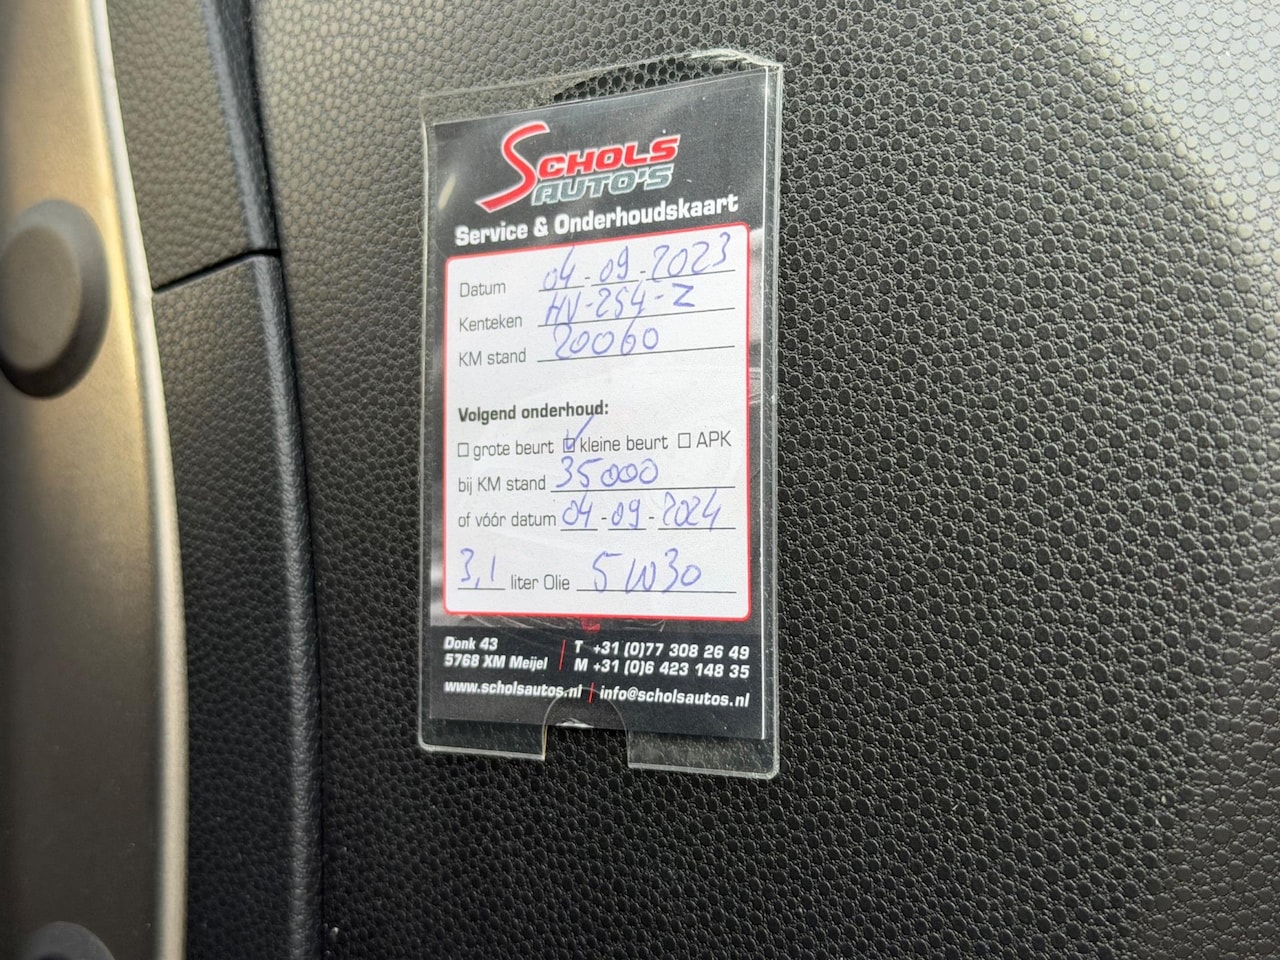 SCHOLS
AUTO'S
Service & Onderhoudskaart
Datum 04-09-2023
Kenteken HV-254-Z
KM stand 20060
Volgend onderhoud:
☐ grote beurt ☑ kleine beurt ☐ APK
bij KM stand 35000
of vóór datum 04-09-2024
3,1 liter Olie 5W30
Donk 43 | T +31 (0)77 308 26 49
5768 XM Meijel | M +31 (0)6 423 148 35
www.scholsautos.nl | info@scholsautos.nl